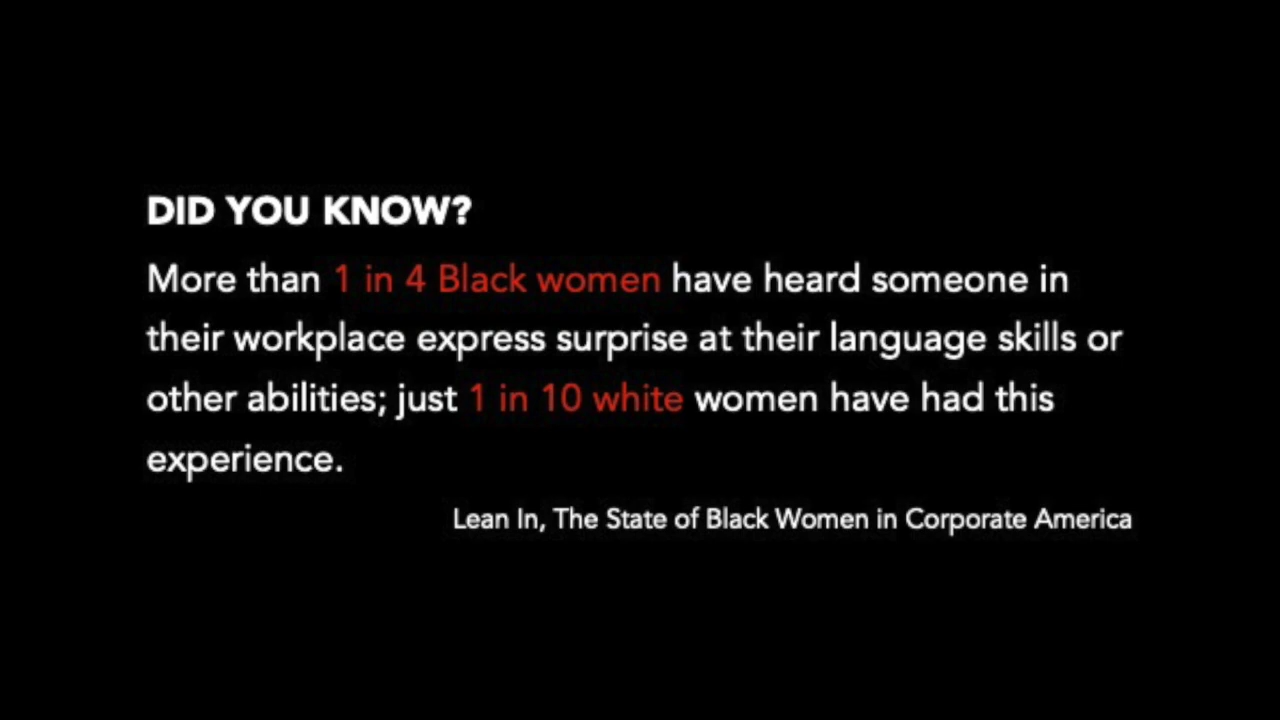 DID YOU KNOW?
More than 1 in 4 Black women have heard someone in
their workplace express surprise at their language skills or
other abilities; just 1 in 10 white women have had this
experience.
Lean In, The State of Black Women in Corporate America